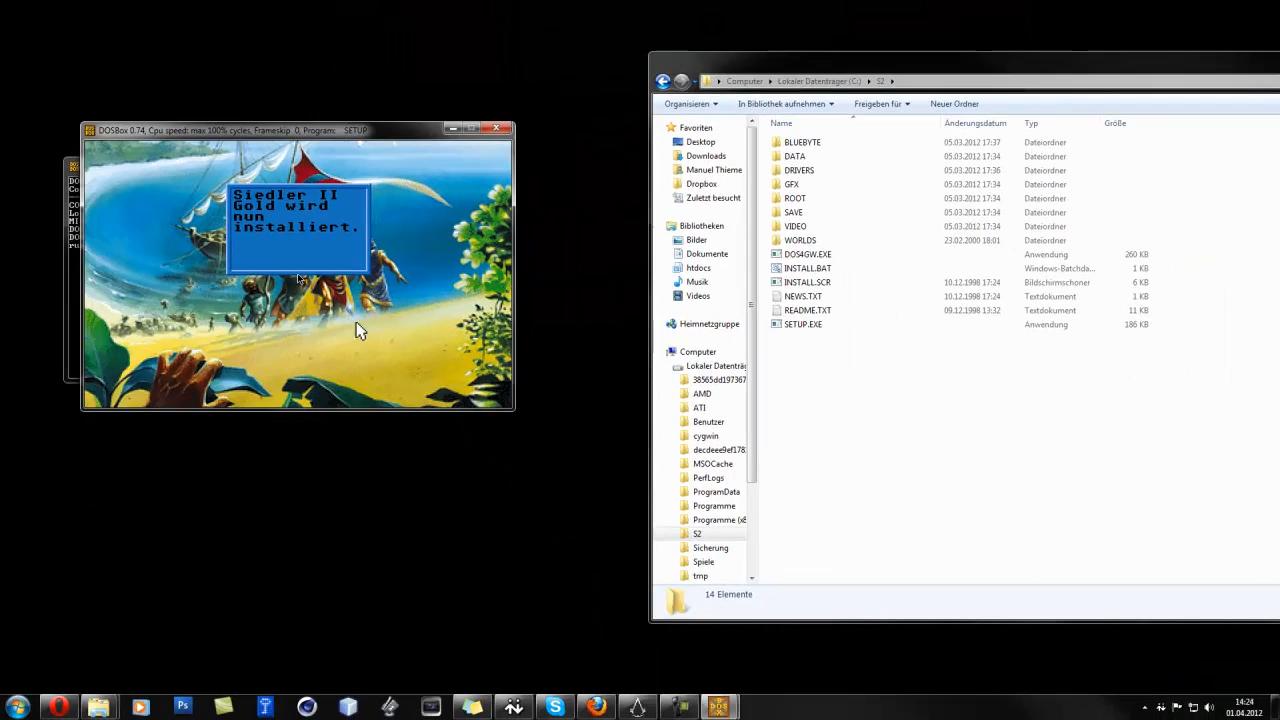 DOSBox 0.74, Cpu speed: max 100% cycles, Frameskip 0, Program: SETUP
Siedler II
Gold wird
nun
installiert.
Computer Lokaler Datenträger (C:) S2
Organisieren In Bibliothek aufnehmen Freigeben für Neuer Ordner
Favoriten
Desktop
Downloads
Manuel Thieme
Dropbox
Zuletzt besucht
Bibliotheken
Bilder
Dokumente
htdocs
Musik
Videos
Heimnetzgruppe
Computer
Lokaler Datenträg
38565dd197367
AMD
ATI
Benutzer
cygwin
decdeee9ef178
MSOCache
PerfLogs
ProgramData
Programme
Programme (x8
S2
Sicherung
Spiele
tmp
Name Änderungsdatum Typ Größe
BLUEBYTE 05.03.2012 17:37 Dateiordner
DATA 05.03.2012 17:34 Dateiordner
DRIVERS 05.03.2012 17:36 Dateiordner
GFX 05.03.2012 17:34 Dateiordner
ROOT 05.03.2012 17:34 Dateiordner
SAVE 05.03.2012 17:34 Dateiordner
VIDEO 05.03.2012 17:34 Dateiordner
WORLDS 23.02.2000 18:01 Dateiordner
DOS4GW.EXE Anwendung 260 KB
INSTALL.BAT Windows-Batchda... 1 KB
INSTALL.SCR 10.12.1998 17:24 Bildschirmschoner 6 KB
NEWS.TXT 10.12.1998 17:24 Textdokument 1 KB
README.TXT 09.12.1998 13:32 Textdokument 11 KB
SETUP.EXE Anwendung 186 KB
14 Elemente
Ps
14:24
01.04.2012